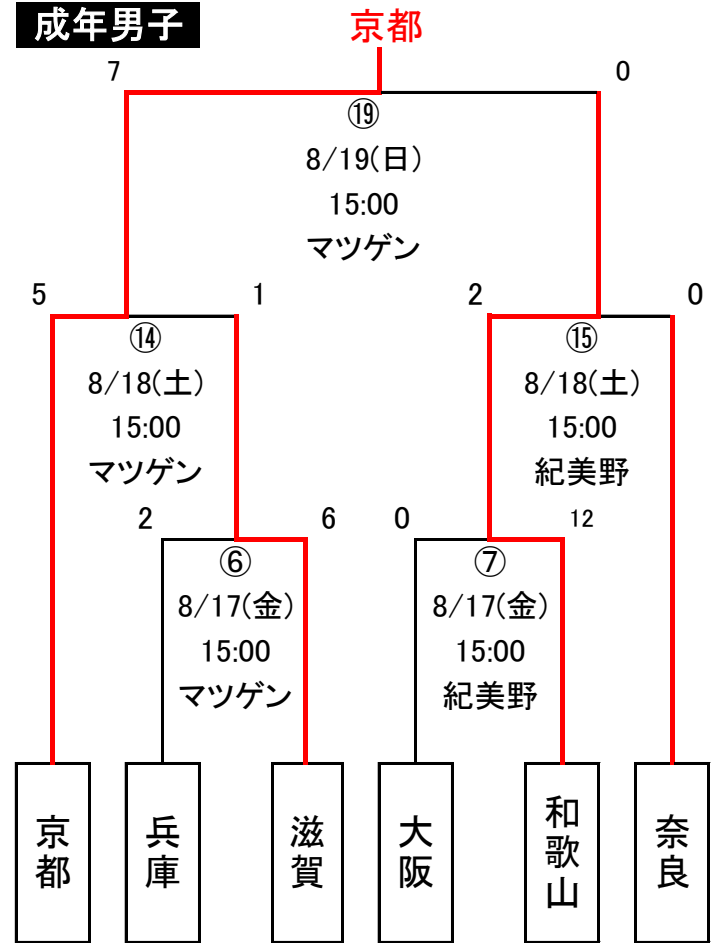 成年男子
京都
7
0
⑲
8/19(日)
15:00
マツゲン
5
1
2
0
⑭
8/18(土)
15:00
マツゲン
⑮
8/18(土)
15:00
紀美野
2
6
0
12
⑥
8/17(金)
15:00
マツゲン
⑦
8/17(金)
15:00
紀美野
京都
兵庫
滋賀
大阪
和歌山
奈良